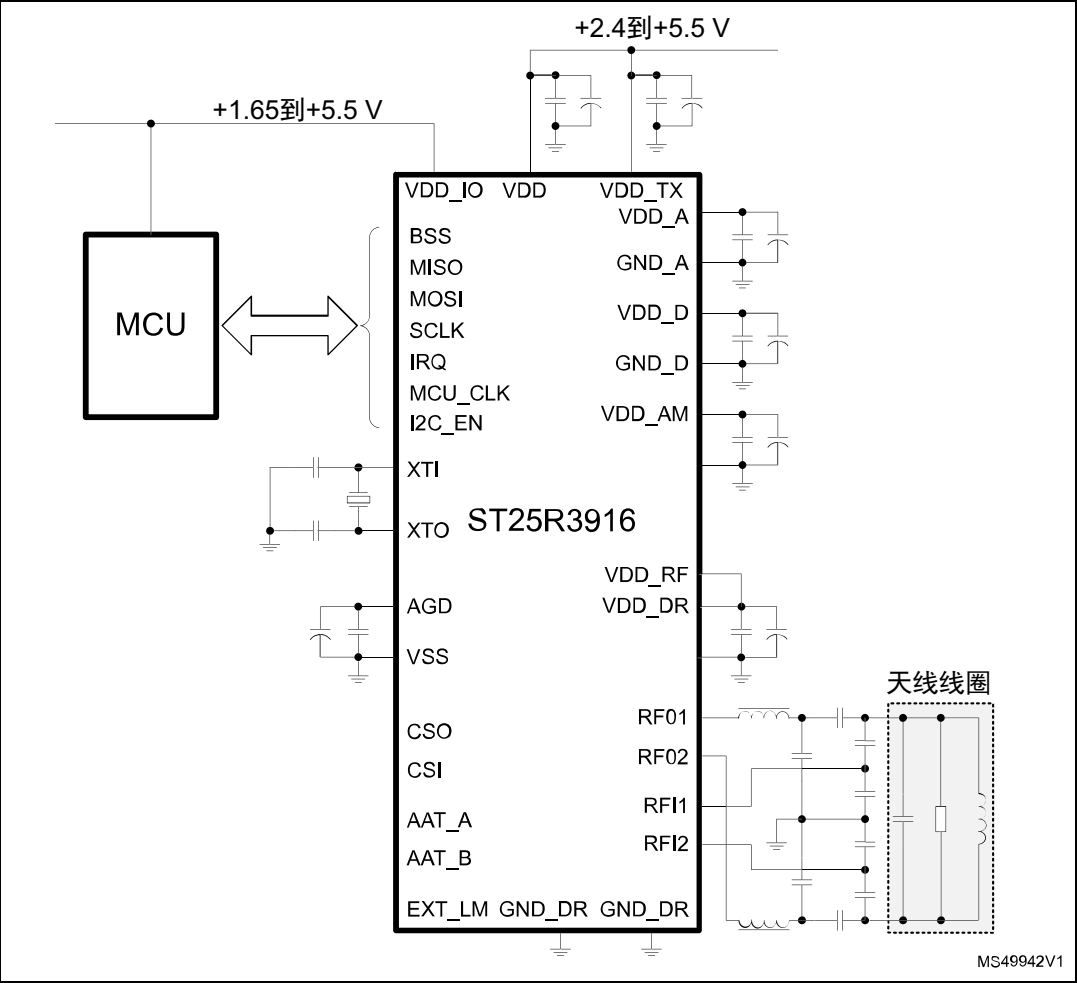 +2.4到+5.5 V
+1.65到+5.5 V
VDD_IO VDD VDD_TX
VDD_A
BSS
MISO
GND_A
MOSI
MCU
SCLK
VDD_D
IRQ
GND_D
MCU_CLK
I2C_EN
VDD_AM
XTI
XTO
ST25R3916
VDD_RF
AGD
VDD_DR
VSS
天线线圈
RF01
CSO
RF02
CSI
RFI1
AAT_A
RFI2
AAT_B
EXT_LM GND_DR GND_DR
MS49942V1